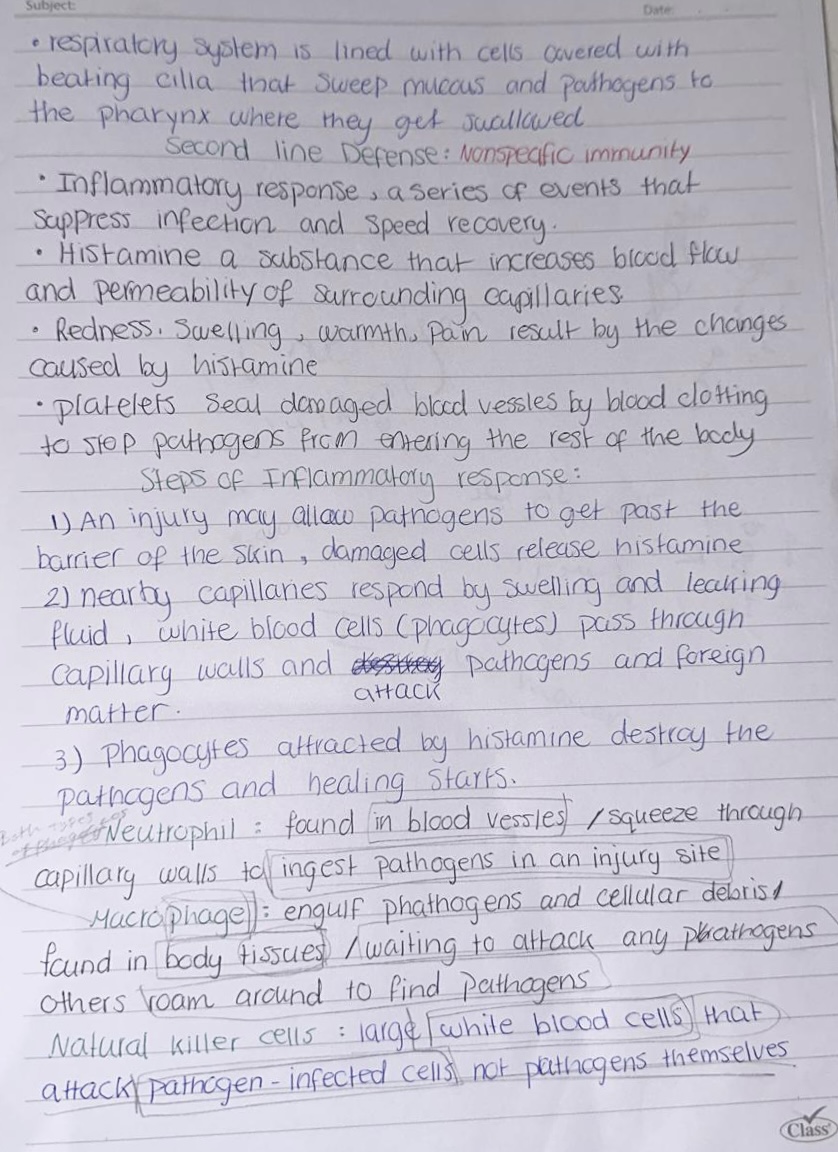 Subject:
Date:
• respiratory system is lined with cells covered with
beating cilia that sweep mucous and pathogens to
the pharynx where they get swallowed
Second line Defense: Nonspecific immunity
• Inflammatory response, a series of events that
suppress infection and speed recovery.
• Histamine a substance that increases blood flow
and permeability of surrounding capillaries.
• Redness, swelling, warmth, pain result by the changes
caused by histamine
• platelets seal damaged blood vessles by blood clotting
to stop pathogens from entering the rest of the body
Steps of Inflammatory response:
1) An injury may allow pathogens to get past the
barrier of the skin, damaged cells release histamine
2) nearby capillaries respond by swelling and leaking
fluid, white blood cells (phagocytes) pass through
capillary walls and pathogens and foreign
attack
matter.
3) Phagocytes attracted by histamine destroy the
pathogens and healing starts.
Both types of
Neutrophil: found in blood vessles / squeeze through
capillary walls to ingest pathogens in an injury site
Macrophage: engulf phathogens and cellular debris /
found in body tissues / waiting to attack any phathogens
others roam around to find pathogens
Natural killer cells: large white blood cells that
attack pathogen-infected cells not pathogens themselves
Class